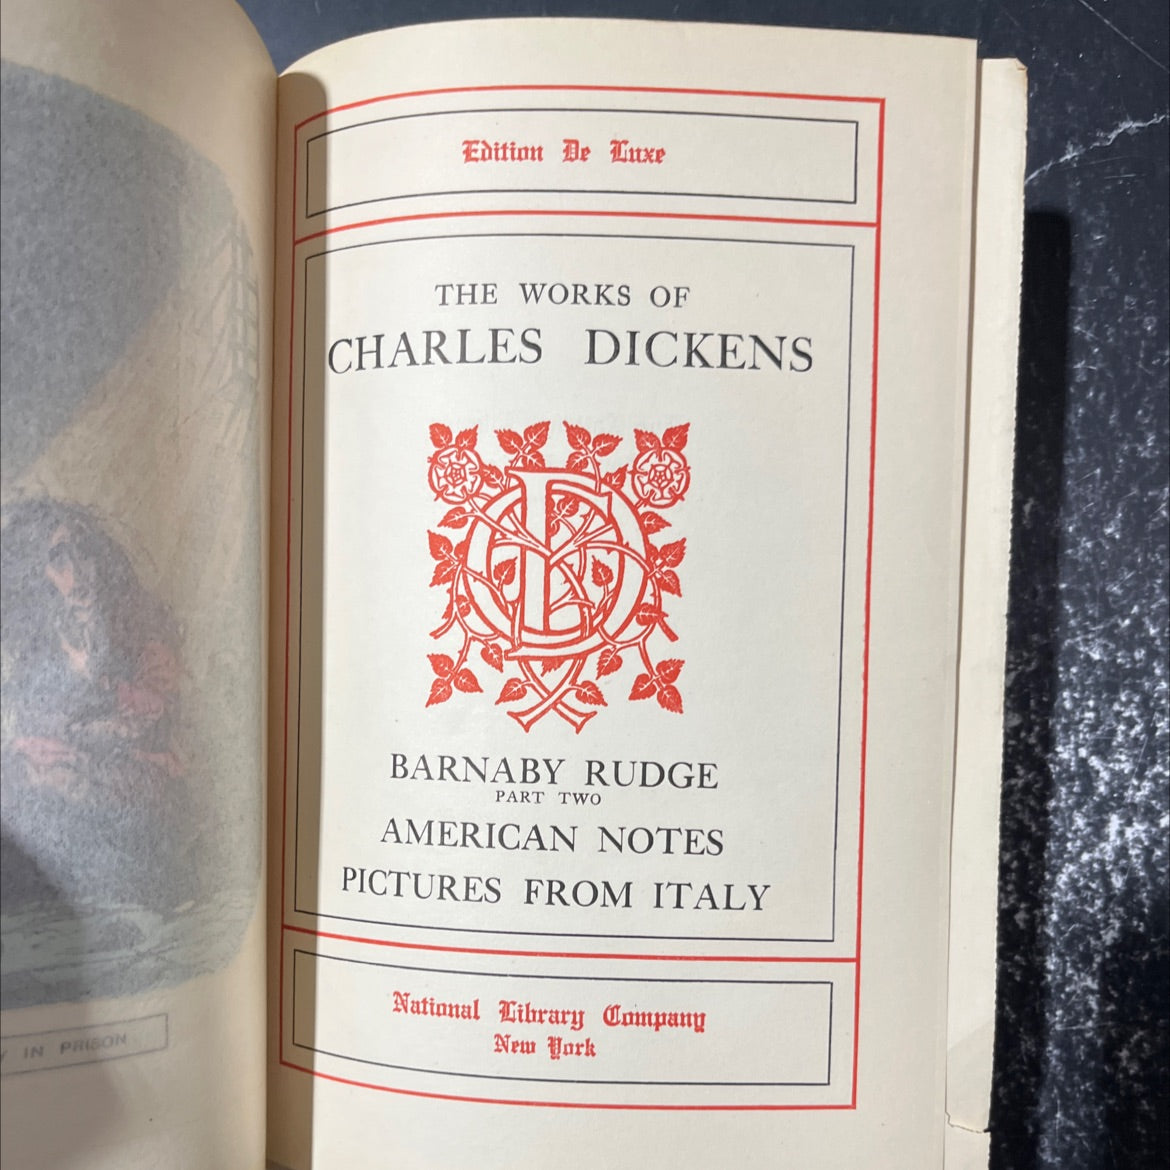 Edition De Luxe
THE WORKS OF
CHARLES DICKENS
BARNABY RUDGE
PART TWO
AMERICAN NOTES
PICTURES FROM ITALY
National Library Company
New York
IN PRISON